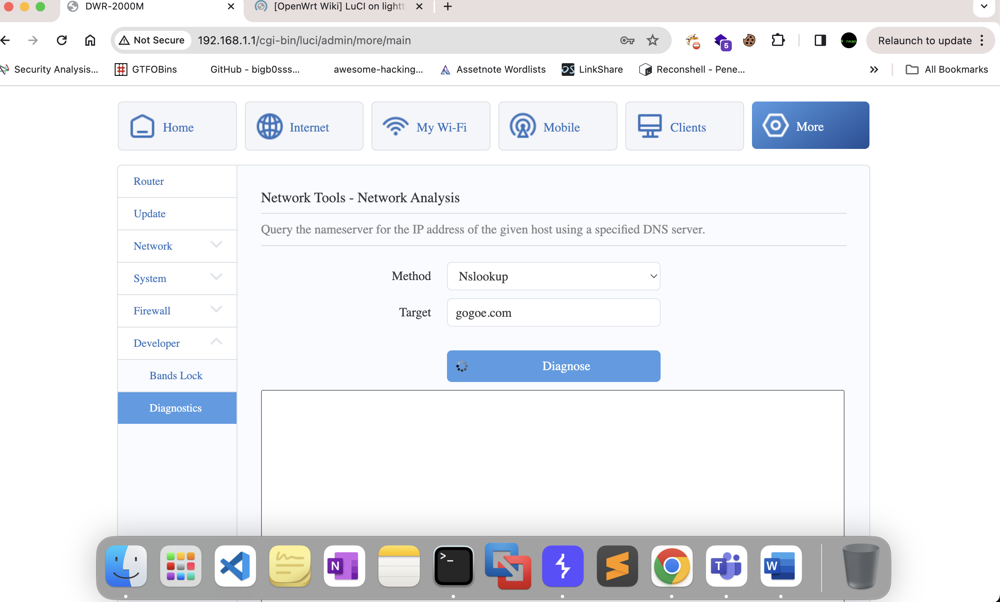 DWR-2000M
[OpenWrt Wiki] LuCI on lightt
Not Secure
192.168.1.1/cgi-bin/luci/admin/more/main
5
$ nmap
Relaunch to update
Security Analysis...
GTFOBins
GitHub - bigb0sss...
awesome-hacking...
Assetnote Wordlists
LinkShare
Reconshell - Pene...
All Bookmarks
Home
Internet
My Wi-Fi
Mobile
Clients
More
Router
Update
Network
System
Firewall
Developer
Bands Lock
Diagnostics
Network Tools - Network Analysis
Query the nameserver for the IP address of the given host using a specified DNS server.
Method
Nslookup
Target
gogoe.com
Diagnose
N
>_
T
W